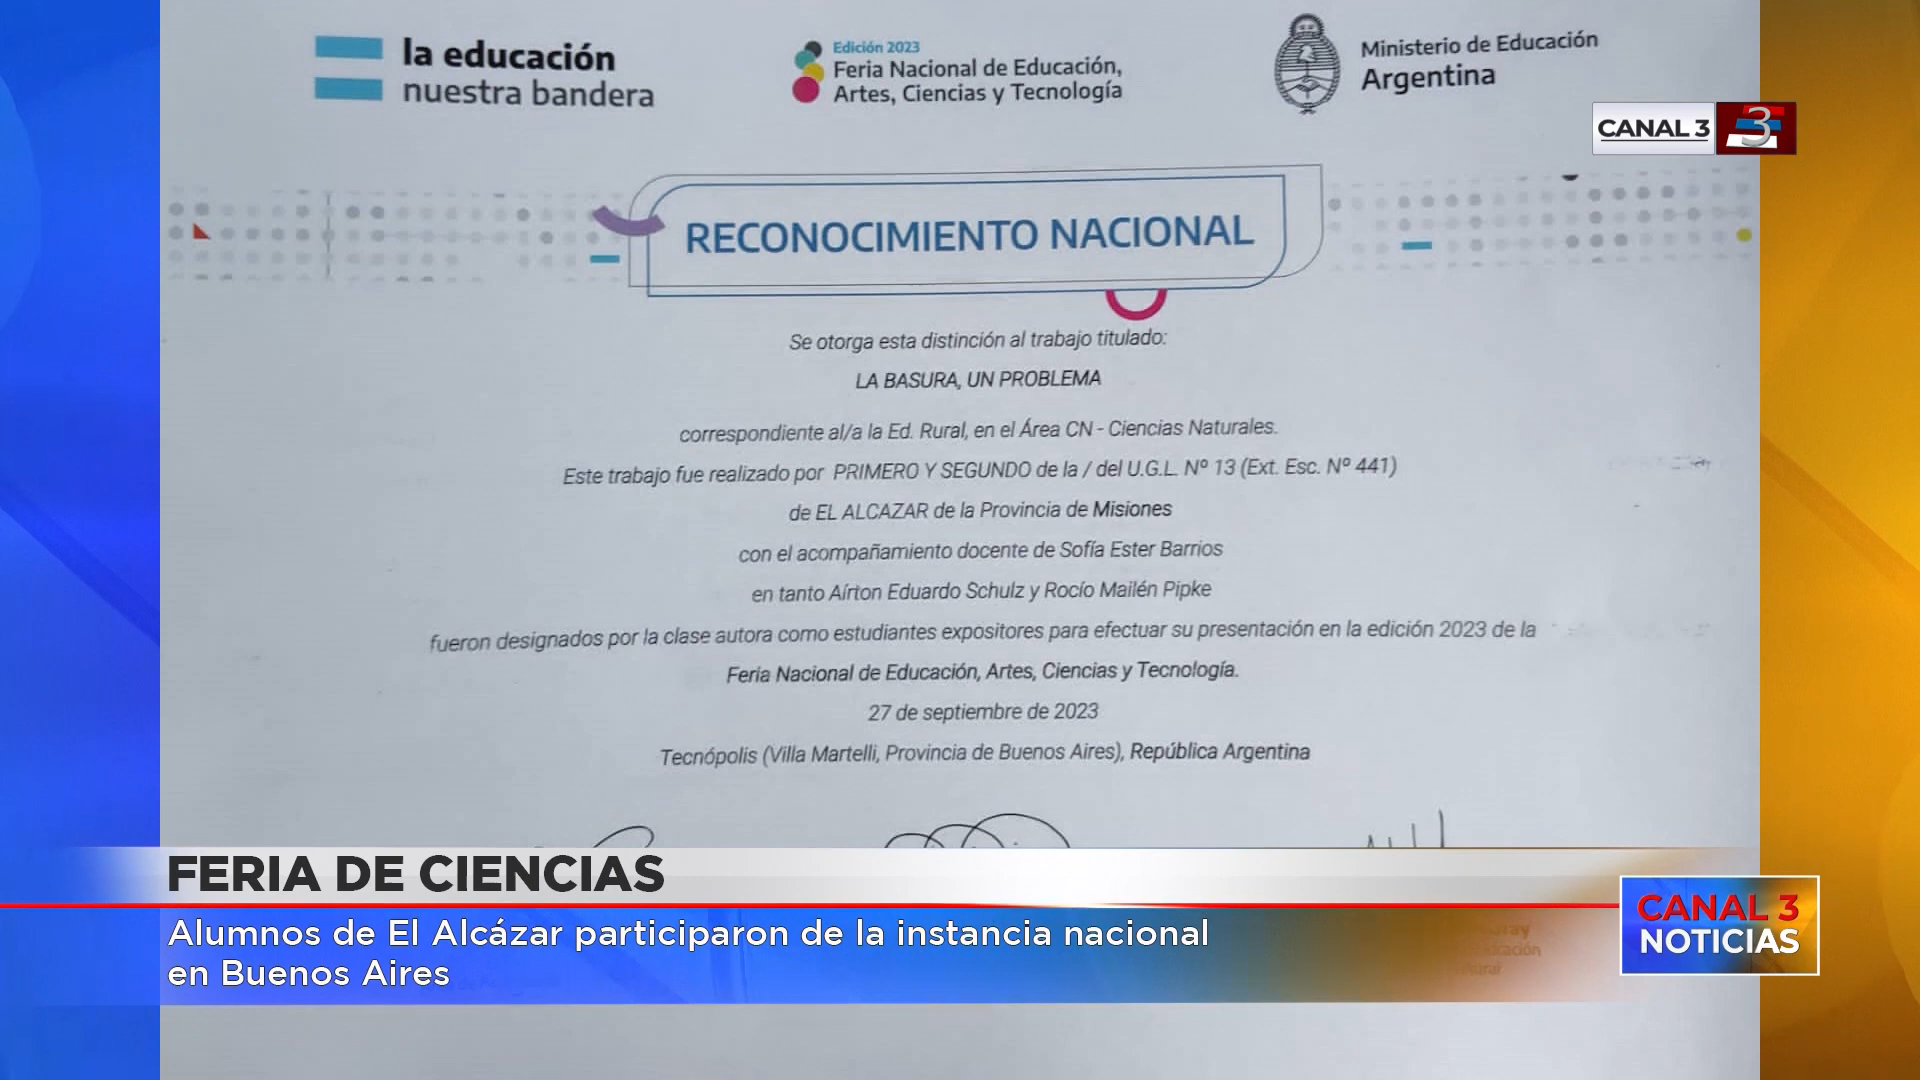 la educación
nuestra bandera
Edición 2023
Feria Nacional de Educación,
Artes, Ciencias y Tecnología
Ministerio de Educación
Argentina
CANAL 3
3
RECONOCIMIENTO NACIONAL
Se otorga esta distinción al trabajo titulado:
LA BASURA, UN PROBLEMA
correspondiente al/a la Ed. Rural, en el Área CN - Ciencias Naturales.
Este trabajo fue realizado por PRIMERO Y SEGUNDO de la / del U.G.L. Nº 13 (Ext. Esc. Nº 441)
de EL ALCAZAR de la Provincia de Misiones
con el acompañamiento docente de Sofía Ester Barrios
en tanto Aírton Eduardo Schulz y Rocío Mailén Pipke
fueron designados por la clase autora como estudiantes expositores para efectuar su presentación en la edición 2023 de la
Feria Nacional de Educación, Artes, Ciencias y Tecnología.
27 de septiembre de 2023
Tecnópolis (Villa Martelli, Provincia de Buenos Aires), República Argentina
FERIA DE CIENCIAS
Alumnos de El Alcázar participaron de la instancia nacional
en Buenos Aires
CANAL 3
NOTICIAS